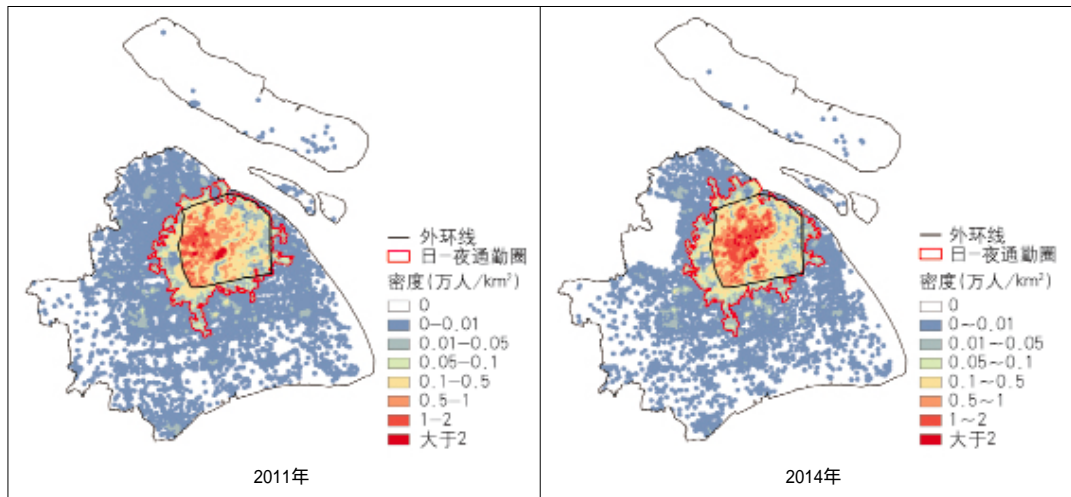 外环线
日-夜通勤圈
密度(万人/km²)
0
0-0.01
0.01-0.05
0.05-0.1
0.1-0.5
0.5-1
1-2
大于2
2011年
外环线
日-夜通勤圈
密度(万人/km²)
0
0~0.01
0.01~0.05
0.05~0.1
0.1~0.5
0.5~1
1~2
大于2
2014年